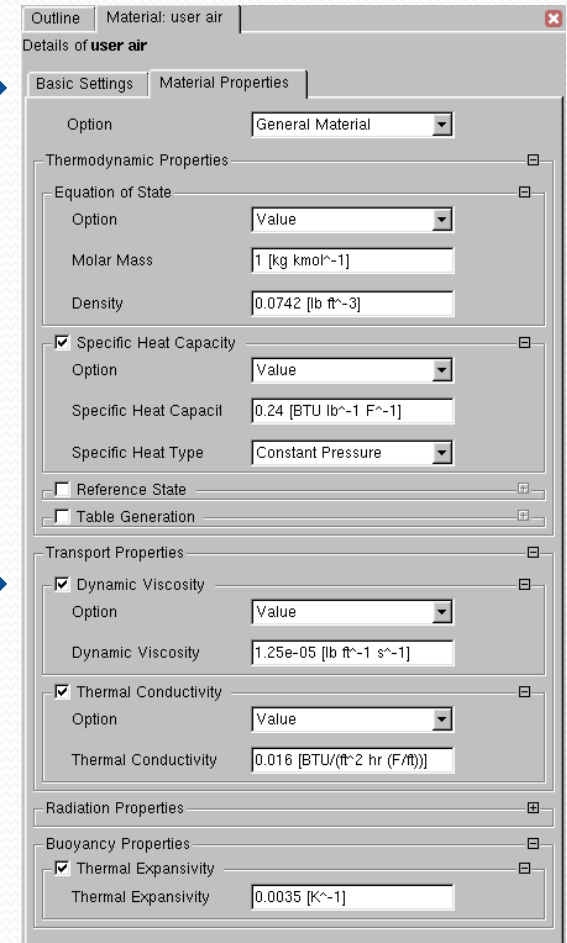 Outline Material: user air
Details of user air
Basic Settings Material Properties
Option General Material
Thermodynamic Properties
Equation of State
Option Value
Molar Mass 1 [kg kmol^-1]
Density 0.0742 [lb ft^-3]
Specific Heat Capacity
Option Value
Specific Heat Capacit 0.24 [BTU lb^-1 F^-1]
Specific Heat Type Constant Pressure
Reference State
Table Generation
Transport Properties
Dynamic Viscosity
Option Value
Dynamic Viscosity 1.25e-05 [lb ft^-1 s^-1]
Thermal Conductivity
Option Value
Thermal Conductivity 0.016 [BTU/(ft^2 hr (F/ft))]
Radiation Properties
Buoyancy Properties
Thermal Expansivity
Thermal Expansivity 0.0035 [K^-1]